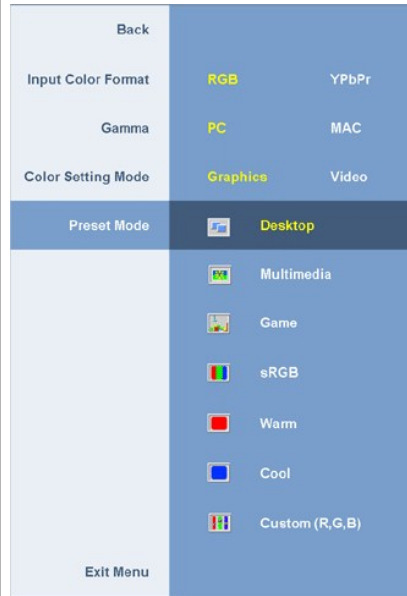 Back
Input Color Format RGB YPbPr
Gamma PC MAC
Color Setting Mode Graphics Video
Preset Mode Desktop
Multimedia
Game
sRGB
Warm
Cool
Custom (R,G,B)
Exit Menu